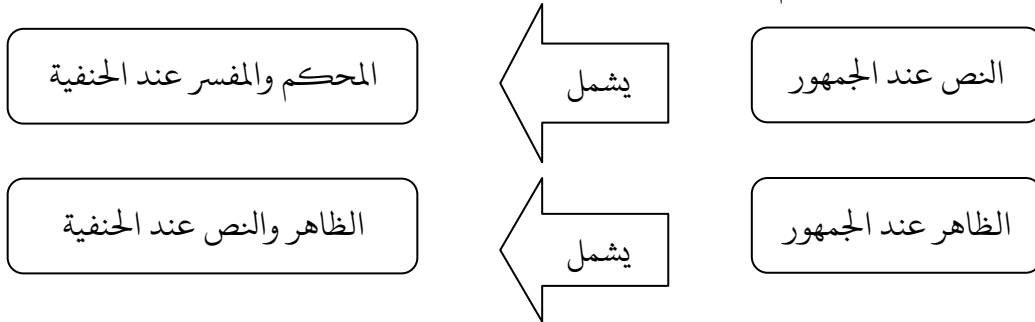 النص عند الجمهور
يشمل
المحكم والمفسر عند الحنفية
الظاهر عند الجمهور
يشمل
الظاهر والنص عند الحنفية